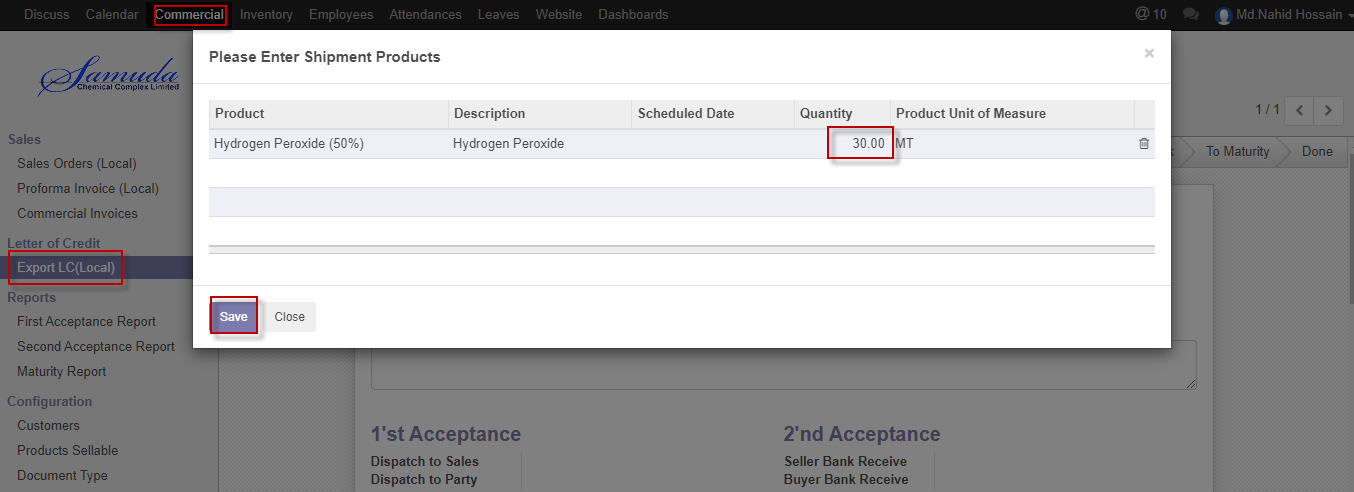 Discuss Calendar Commercial Inventory Employees Attendances Leaves Website Dashboards @ 10 Md.Nahid Hossain
Please Enter Shipment Products ×
Samuda
Chemical Complex Limited
1 / 1
Product Description Scheduled Date Quantity Product Unit of Measure
Hydrogen Peroxide (50%) Hydrogen Peroxide 30.00 MT
To Maturity Done
Sales
Sales Orders (Local)
Proforma Invoice (Local)
Commercial Invoices
Letter of Credit
Export LC(Local)
Reports
First Acceptance Report
Second Acceptance Report
Maturity Report
Configuration
Customers
Products Sellable
Document Type
Save Close
1'st Acceptance 2'nd Acceptance
Dispatch to Sales Seller Bank Receive
Dispatch to Party Buyer Bank Receive